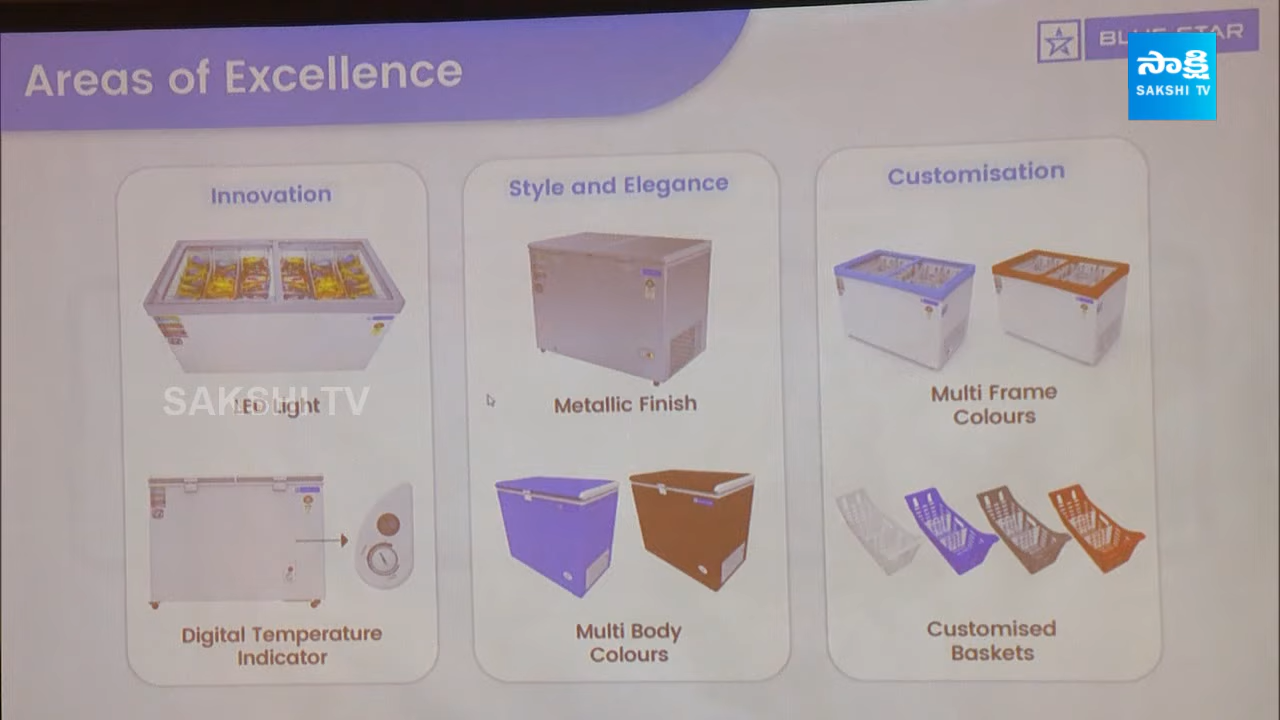 Areas of Excellence
BLUE STAR
సాక్షి
SAKSHI TV
Innovation
Style and Elegance
Customisation
SAKSHI TV
LED Light
Metallic Finish
Multi Frame
Colours
Digital Temperature
Indicator
Multi Body
Colours
Customised
Baskets